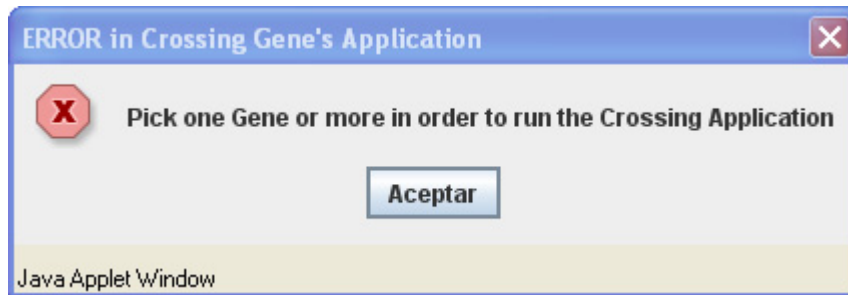 ERROR in Crossing Gene's Application
Pick one Gene or more in order to run the Crossing Application
Aceptar
Java Applet Window